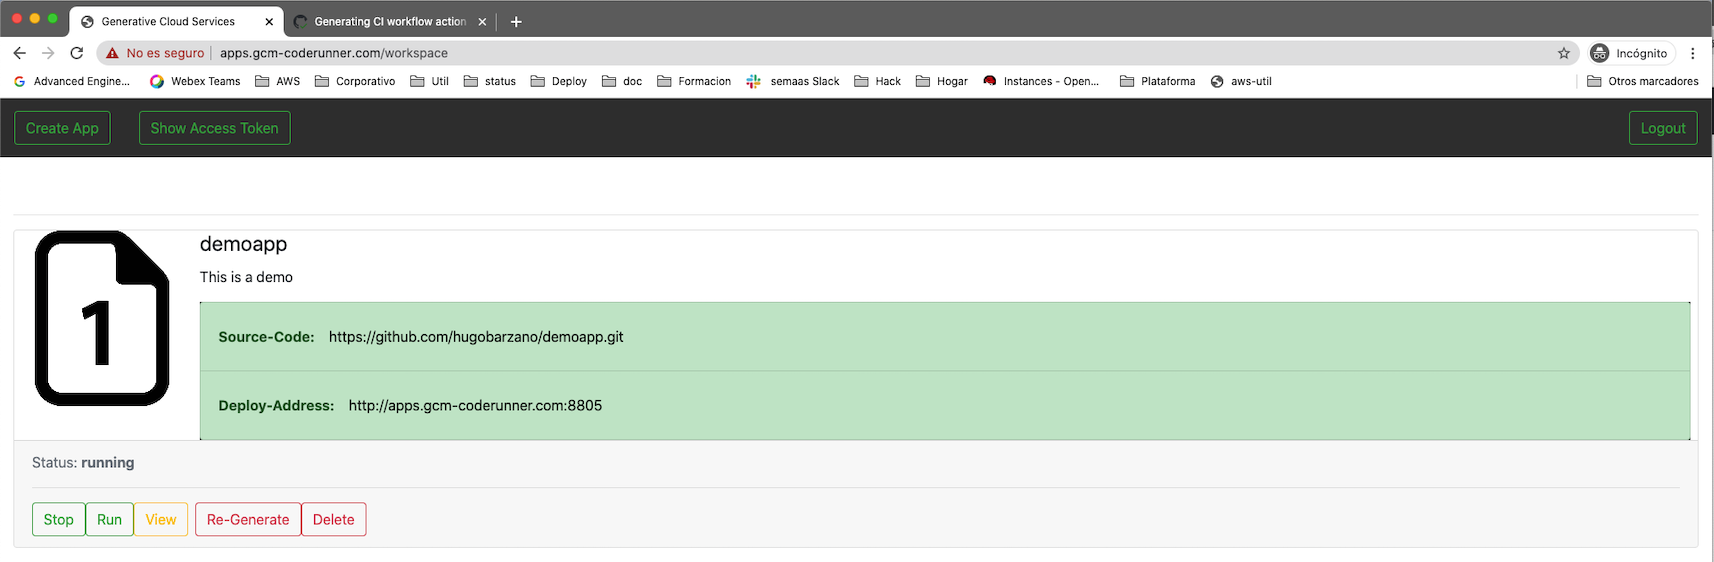 Generative Cloud Services
Generating CI workflow action
No es seguro apps.gcm-coderunner.com/workspace Incógnito
Advanced Engine... Webex Teams AWS Corporativo Util status Deploy doc Formacion semaas Slack Hack Hogar Instances - Open... Plataforma aws-util Otros marcadores
Create App Show Access Token Logout
1
demoapp
This is a demo
Source-Code: https://github.com/hugobarzano/demoapp.git
Deploy-Address: http://apps.gcm-coderunner.com:8805
Status: running
Stop Run View Re-Generate Delete